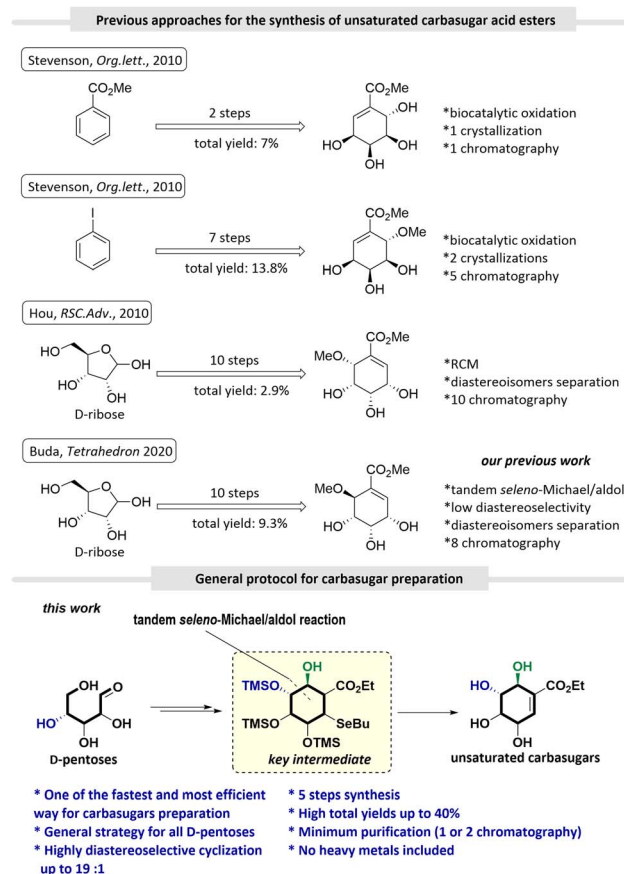 Previous approaches for the synthesis of unsaturated carbasugar acid esters
Stevenson, Org.lett., 2010
CO2Me
2 steps
total yield: 7%
CO2Me
OH
HO
OH
OH
*biocatalytic oxidation
*1 crystallization
*1 chromatography
Stevenson, Org.lett., 2010
I
7 steps
total yield: 13.8%
CO2Me
OMe
HO
OH
OH
*biocatalytic oxidation
*2 crystallizations
*5 chromatography
Hou, RSC.Adv., 2010
HO
O
OH
HO
OH
D-ribose
10 steps
total yield: 2.9%
CO2Me
MeO
HO
OH
OH
*RCM
*diastereoisomers separation
*10 chromatography
Buda, Tetrahedron 2020
HO
O
OH
HO
OH
D-ribose
10 steps
total yield: 9.3%
CO2Me
MeO
HO
OH
OH
our previous work
*tandem seleno-Michael/aldol
*low diastereoselectivity
*diastereoisomers separation
*8 chromatography
General protocol for carbasugar preparation
this work
tandem seleno-Michael/aldol reaction
OH
O
HO
OH
OH
D-pentoses
OH
TMSO
CO2Et
TMSO
SeBu
OTMS
key intermediate
OH
HO
CO2Et
HO
OH
unsaturated carbasugars
* One of the fastest and most efficient
way for carbasugars preparation
* General strategy for all D-pentoses
* Highly diastereoselective cyclization
up to 19 :1
* 5 steps synthesis
* High total yields up to 40%
* Minimum purification (1 or 2 chromatography)
* No heavy metals included